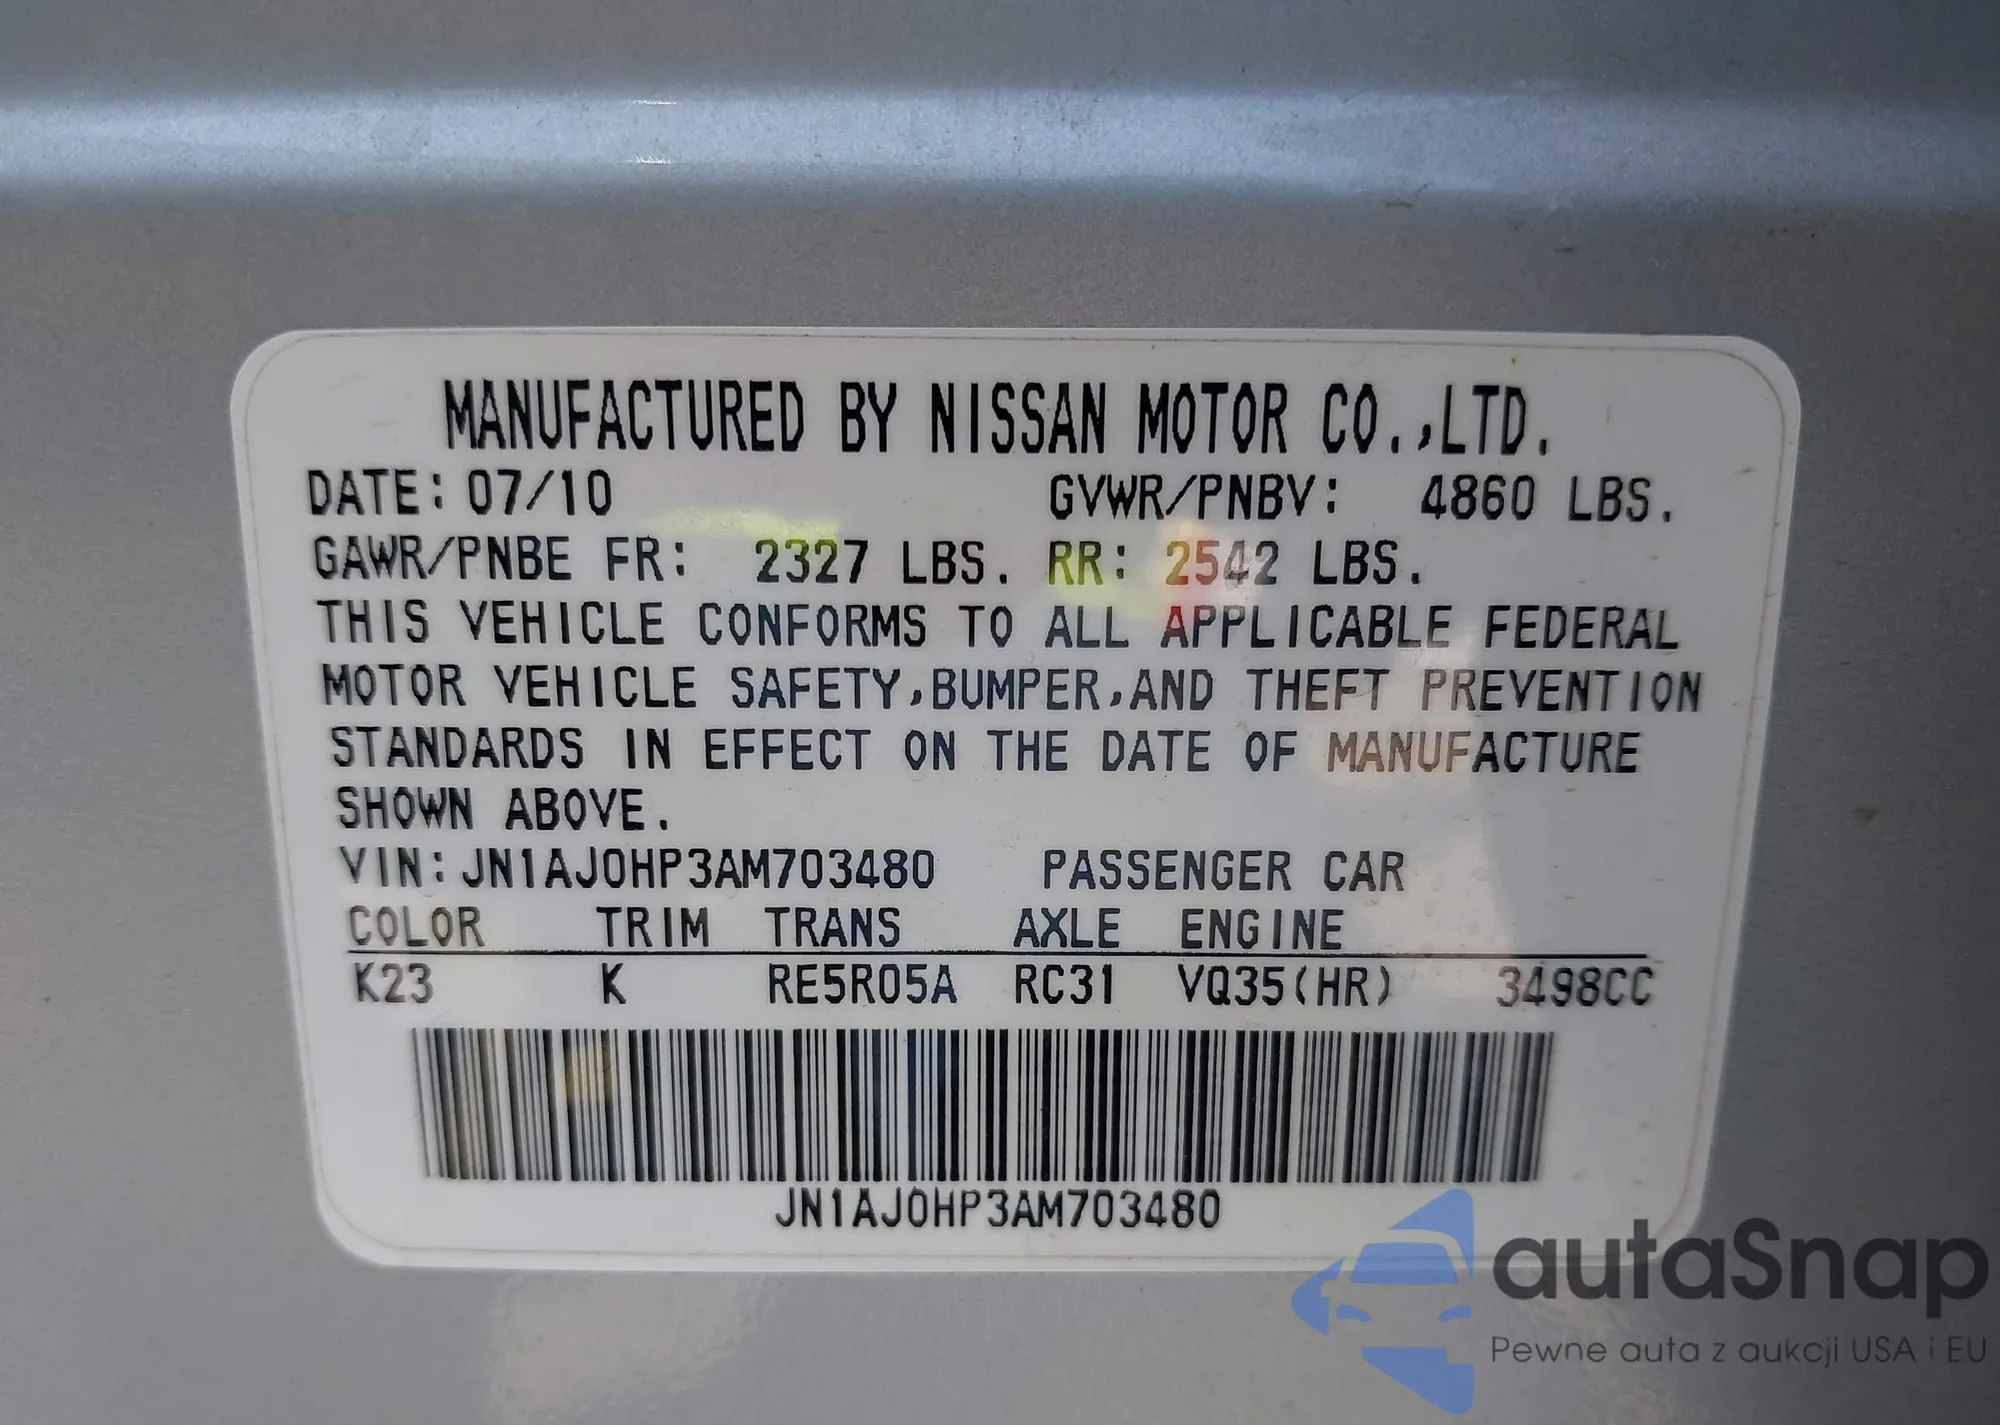 MANUFACTURED BY NISSAN MOTOR CO.,LTD.
DATE: 07/10 GVWR/PNBV: 4860 LBS.
GAWR/PNBE FR: 2327 LBS. RR: 2542 LBS.
THIS VEHICLE CONFORMS TO ALL APPLICABLE FEDERAL
MOTOR VEHICLE SAFETY,BUMPER,AND THEFT PREVENTION
STANDARDS IN EFFECT ON THE DATE OF MANUFACTURE
SHOWN ABOVE.
VIN:JN1AJ0HP3AM703480 PASSENGER CAR
COLOR TRIM TRANS AXLE ENGINE
K23 K RE5R05A RC31 VQ35(HR) 3498CC
JN1AJ0HP3AM703480
autaSnap
Pewne auta z aukcji USA i EU